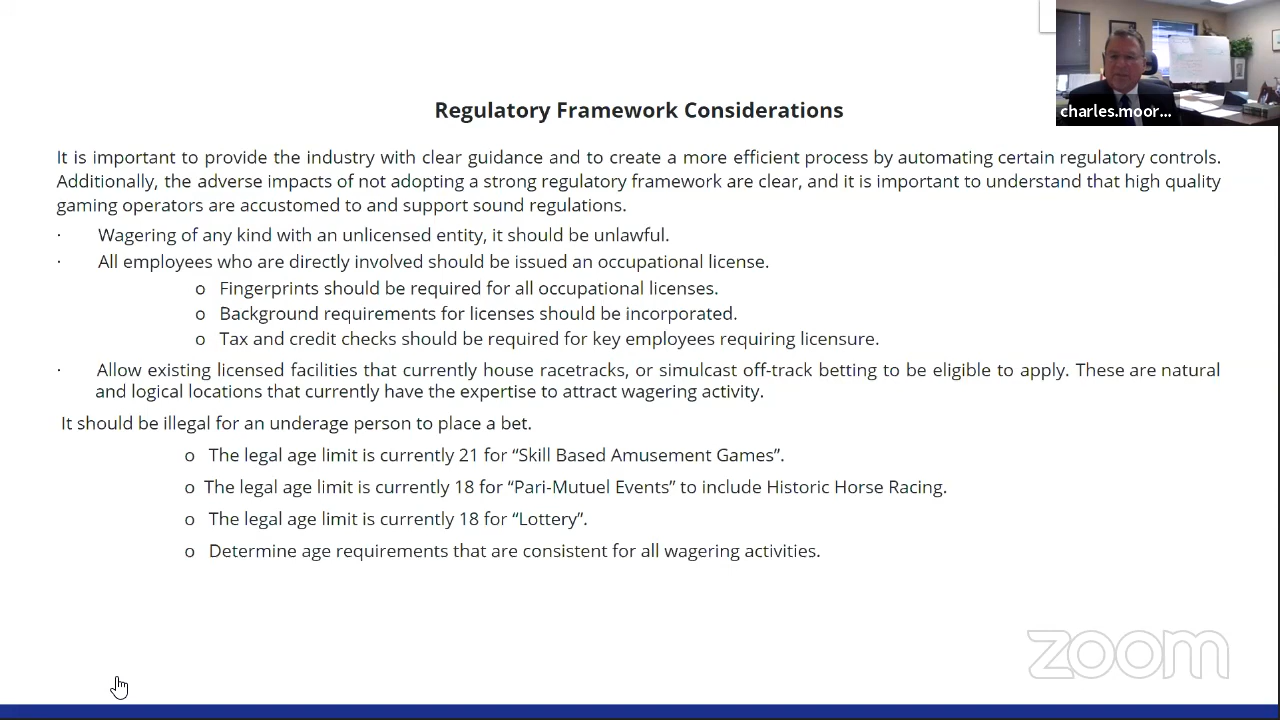 Regulatory Framework Considerations
charles.moor...
It is important to provide the industry with clear guidance and to create a more efficient process by automating certain regulatory controls.
Additionally, the adverse impacts of not adopting a strong regulatory framework are clear, and it is important to understand that high quality
gaming operators are accustomed to and support sound regulations.
· Wagering of any kind with an unlicensed entity, it should be unlawful.
· All employees who are directly involved should be issued an occupational license.
o Fingerprints should be required for all occupational licenses.
o Background requirements for licenses should be incorporated.
o Tax and credit checks should be required for key employees requiring licensure.
· Allow existing licensed facilities that currently house racetracks, or simulcast off-track betting to be eligible to apply. These are natural
and logical locations that currently have the expertise to attract wagering activity.
It should be illegal for an underage person to place a bet.
o The legal age limit is currently 21 for “Skill Based Amusement Games”.
o The legal age limit is currently 18 for “Pari-Mutuel Events” to include Historic Horse Racing.
o The legal age limit is currently 18 for “Lottery”.
o Determine age requirements that are consistent for all wagering activities.
zoom